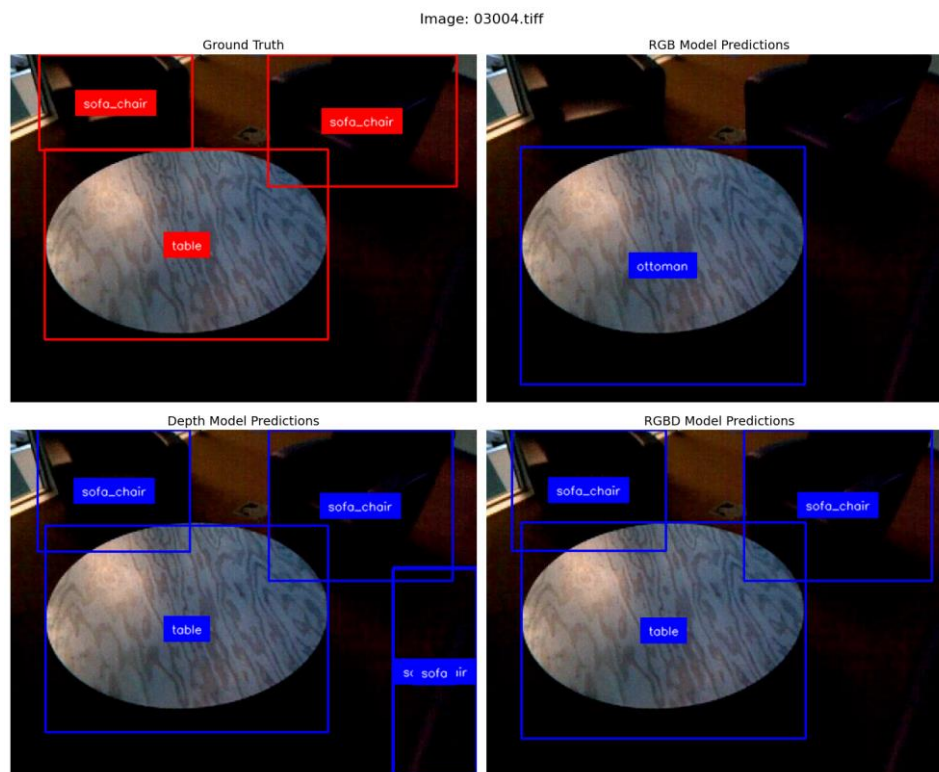 Image: 03004.tiff
Ground Truth
RGB Model Predictions
sofa_chair
sofa_chair
table
ottoman
Depth Model Predictions
RGBD Model Predictions
sofa_chair
sofa_chair
sofa_chair
sofa_chair
table
table
sofa